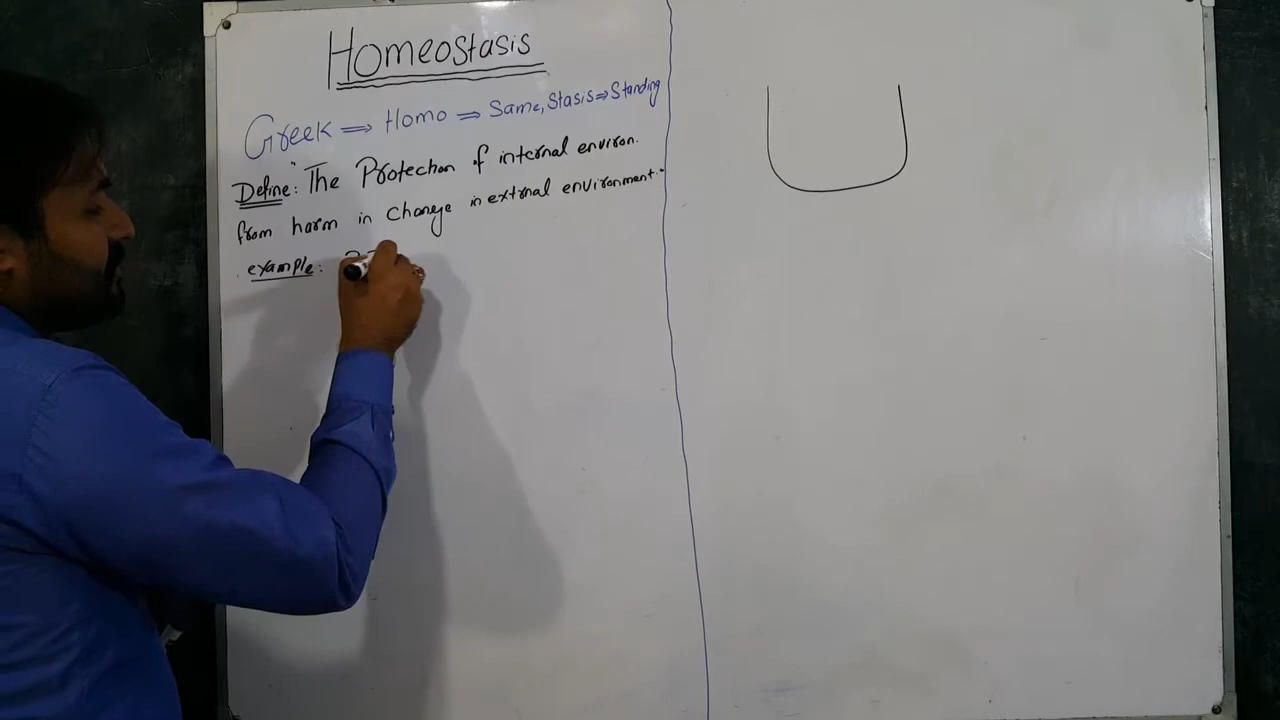 Homeostasis
Greek ⇒ Homo ⇒ Same, Stasis ⇒ Standing
Define: "The Protection of internal environ.
from harm in change in extrnal environment."
example: